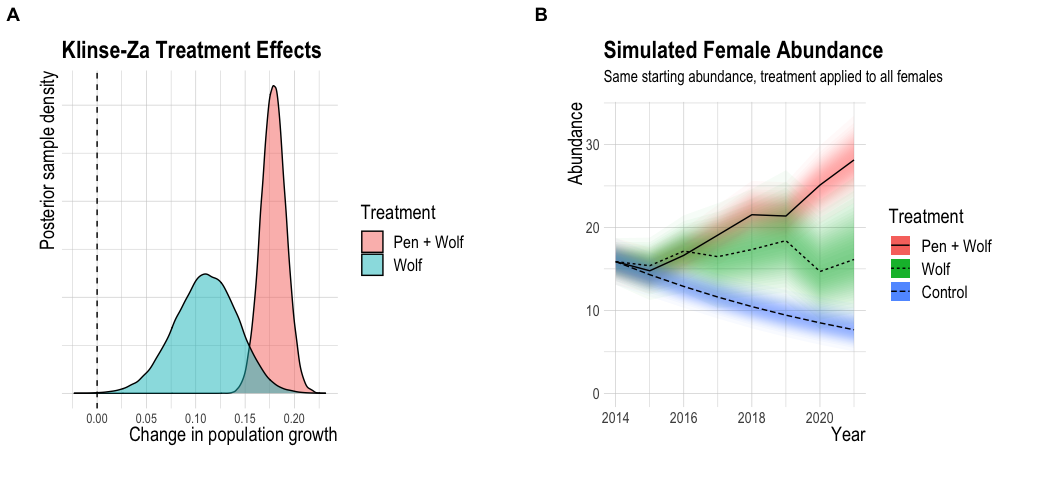 A
Klinse-Za Treatment Effects
Posterior sample density
0.00 0.05 0.10 0.15 0.20
Change in population growth
Treatment
Pen + Wolf
Wolf
B
Simulated Female Abundance
Same starting abundance, treatment applied to all females
Abundance
30
20
10
0
2014 2016 2018 2020
Year
Treatment
Pen + Wolf
Wolf
Control